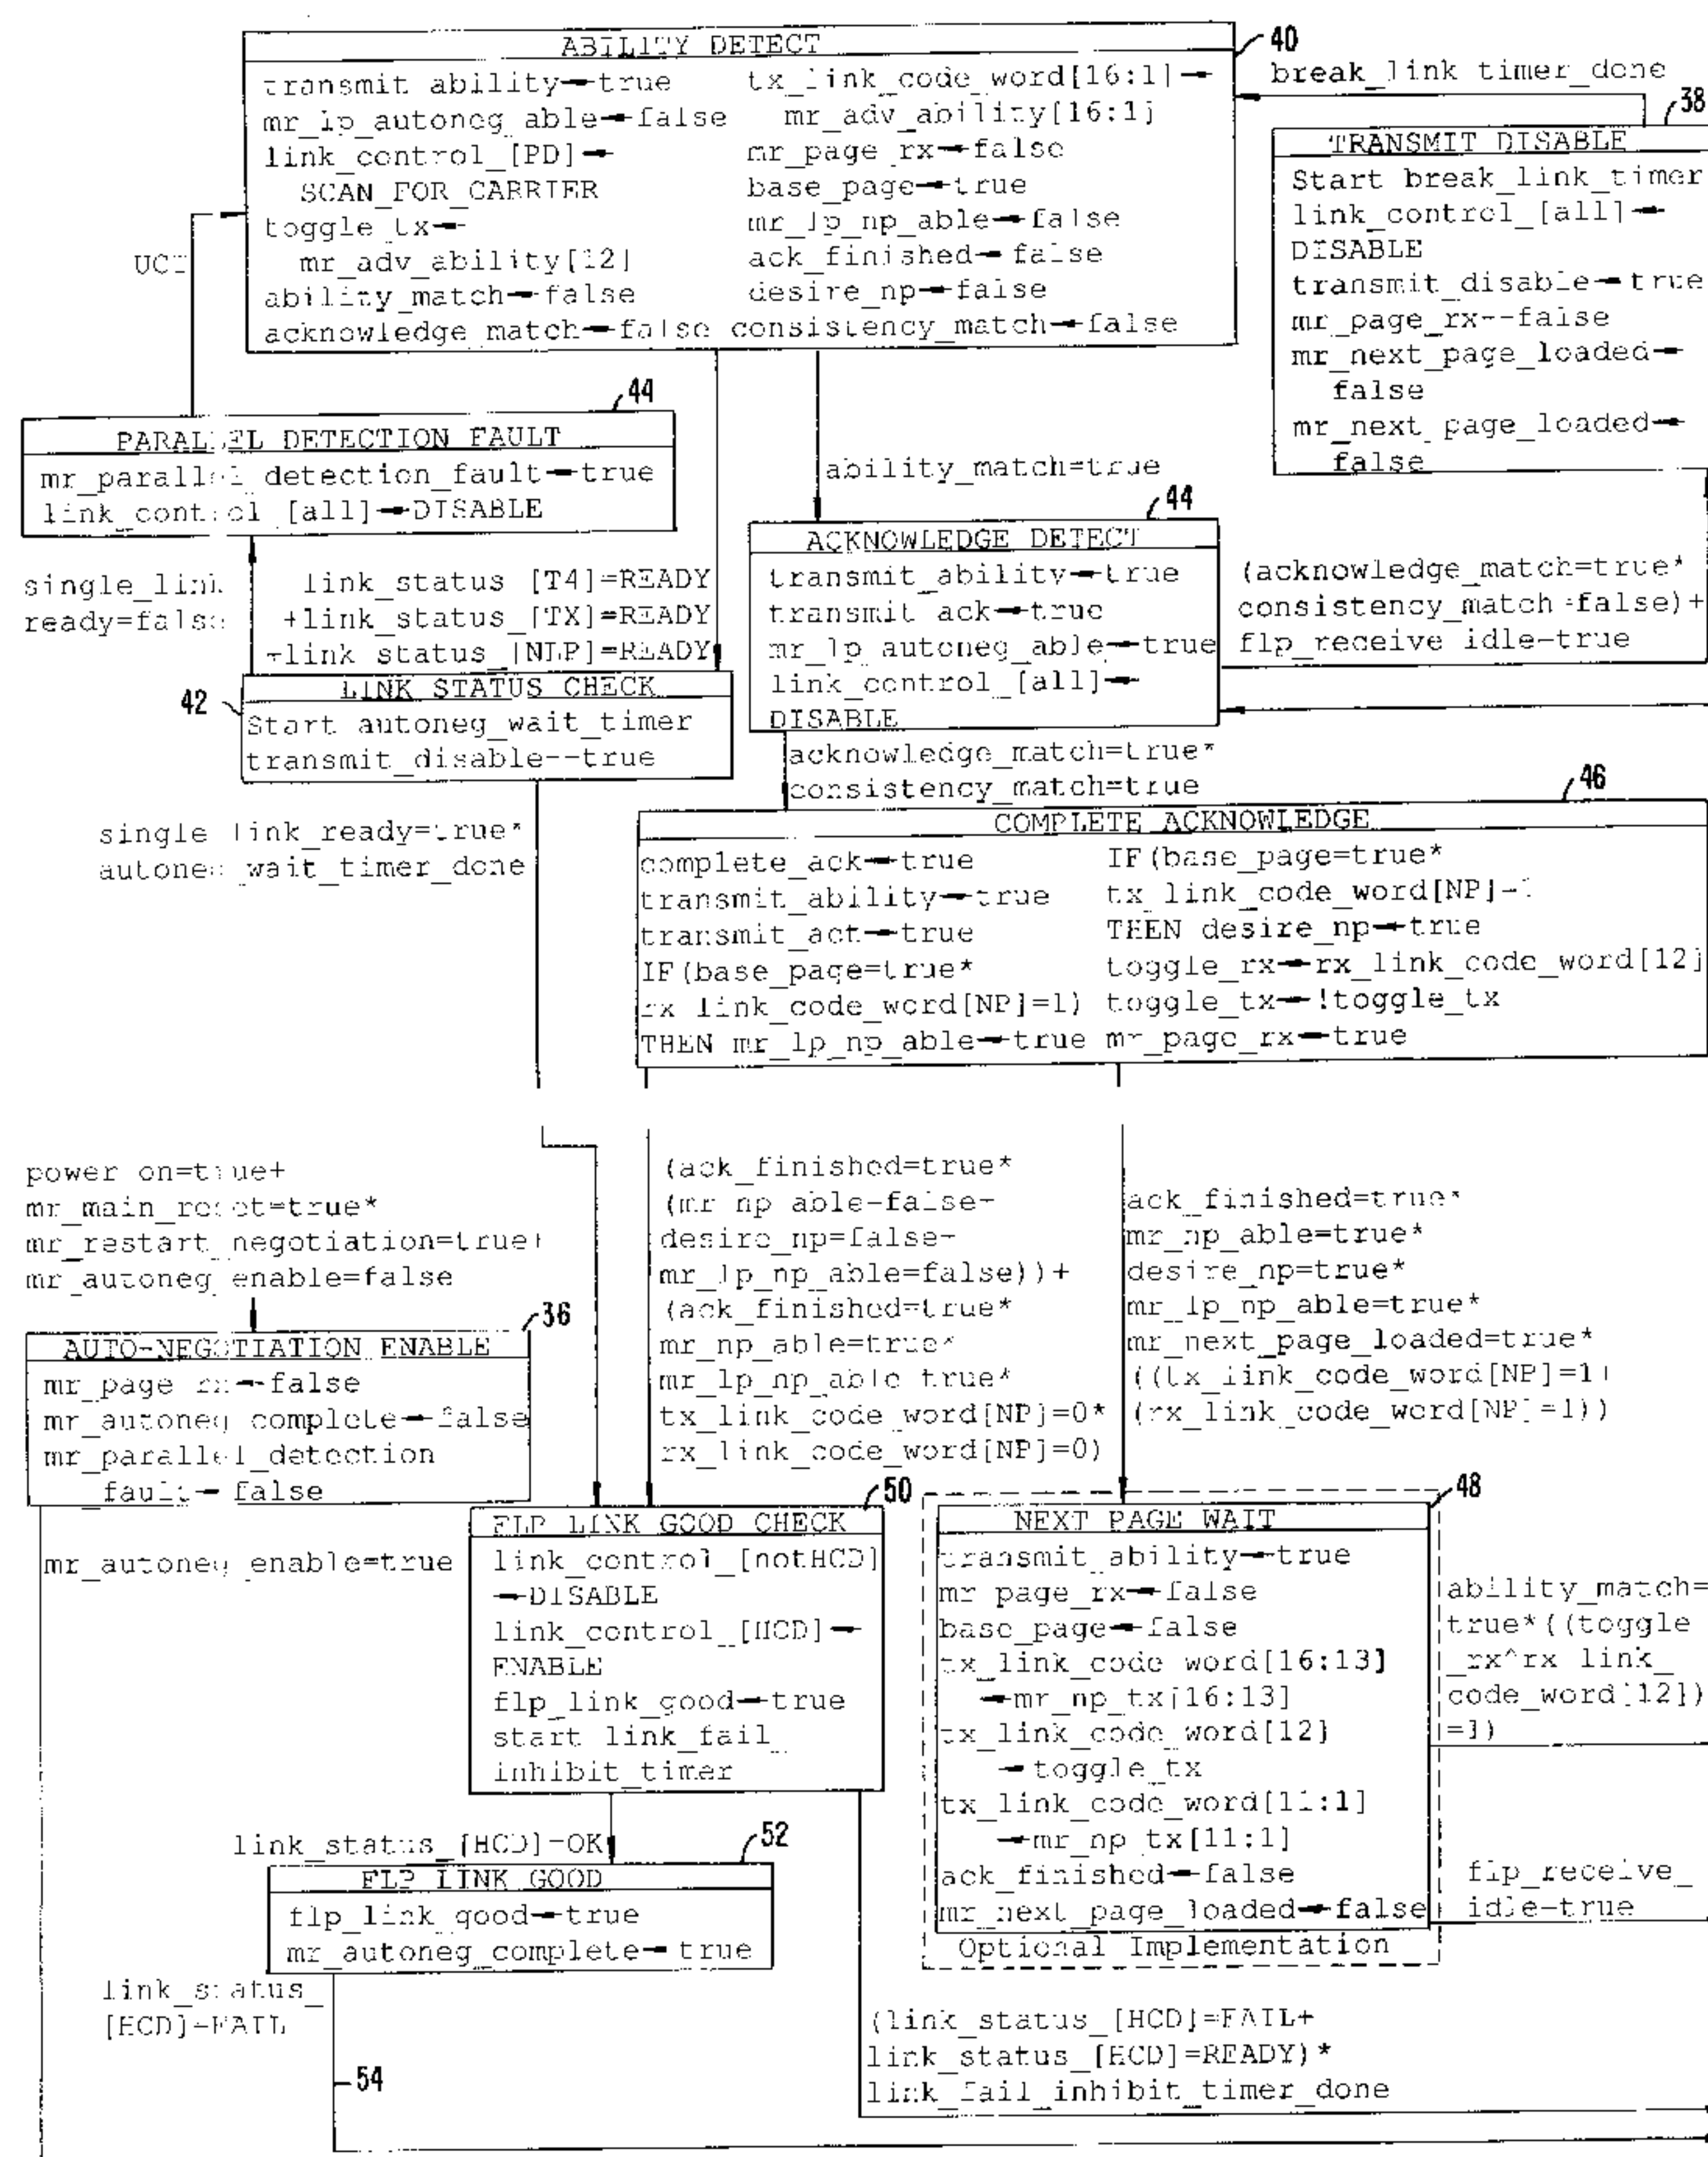 ABILITY DETECT
40
transmit_ability←true
mr_lp_autoneg_able←false
link_control_[PD]←
SCAN_FOR_CARRIER
toggle_tx←
mr_adv_ability[12]
ability_match←false
acknowledge_match←false
tx_link_code_word[16:1]←
mr_adv_ability[16:1]
mr_page_rx←false
base_page←true
mr_lp_np_able←false
ack_finished←false
desire_np←false
consistency_match←false
break_link_timer_done
38
TRANSMIT DISABLE
Start break_link_timer
link_control_[all]←
DISABLE
transmit_disable←true
mr_page_rx←false
mr_next_page_loaded←
false
mr_next_page_loaded←
false
44
PARALLEL DETECTION FAULT
mr_parallel_detection_fault←true
link_control_[all]←DISABLE
single_link_
ready=false
link_status_[T4]=READY
+link_status_[TX]=READY
+link_status_[NLP]=READY
42
LINK STATUS CHECK
Start autoneg_wait_timer
transmit_disable←true
single_link_ready=true*
autoneg_wait_timer_done
ability_match=true
44
ACKNOWLEDGE DETECT
transmit_ability←true
transmit_ack←true
mr_lp_autoneg_able←true
link_control_[all]←
DISABLE
(acknowledge_match=true*
consistency_match=false)+
flp_receive_idle=true
acknowledge_match=true*
consistency_match=true
46
COMPLETE ACKNOWLEDGE
complete_ack←true
transmit_ability←true
transmit_act←true
IF(base_page=true*
rx_link_code_word[NP]=1)
THEN mr_lp_np_able←true
IF(base_page=true*
tx_link_code_word[NP]=1
THEN desire_np←true
toggle_rx←rx_link_code_word[12]
toggle_tx←!toggle_tx
mr_page_rx←true
power_on=true+
mr_main_reset=true*
mr_restart_negotiation=true+
mr_autoneg_enable=false
36
AUTO-NEGOTIATION ENABLE
mr_page_rx←false
mr_autoneg_complete←false
mr_parallel_detection
_fault←false
mr_autoneg_enable=true
(ack_finished=true*
(mr_np_able=false+
desire_np=false+
mr_lp_np_able=false))+
(ack_finished=true*
mr_np_able=true*
mr_lp_np_able=true*
tx_link_code_word[NP]=0*
rx_link_code_word[NP]=0)
ack_finished=true*
mr_np_able=true*
desire_np=true*
mr_lp_np_able=true*
mr_next_page_loaded=true*
((tx_link_code_word[NP]=1+
(rx_link_code_word[NP]=1))
50
FLP LINK GOOD CHECK
link_control_[notHCD]
←DISABLE
link_control_[HCD]←
ENABLE
flp_link_good←true
start link_fail_
inhibit_timer
48
NEXT PAGE WAIT
transmit_ability←true
mr_page_rx←false
base_page←false
tx_link_code_word[16:13]
←mr_np_tx[16:13]
tx_link_code_word[12]
←toggle_tx
tx_link_code_word[11:1]
←mr_np_tx[11:1]
ack_finished←false
mr_next_page_loaded←false
Optional Implementation
ability_match=
true*((toggle
_rx^rx_link_
code_word[12])
=1)
flp_receive_
idle=true
link_status_[HCD]=OK
52
FLP LINK GOOD
flp_link_good←true
mr_autoneg_complete←true
link_status_
[HCD]=FAIL
54
(link_status_[HCD]=FAIL+
link_status_[HCD]=READY)*
link_fail_inhibit_timer_done